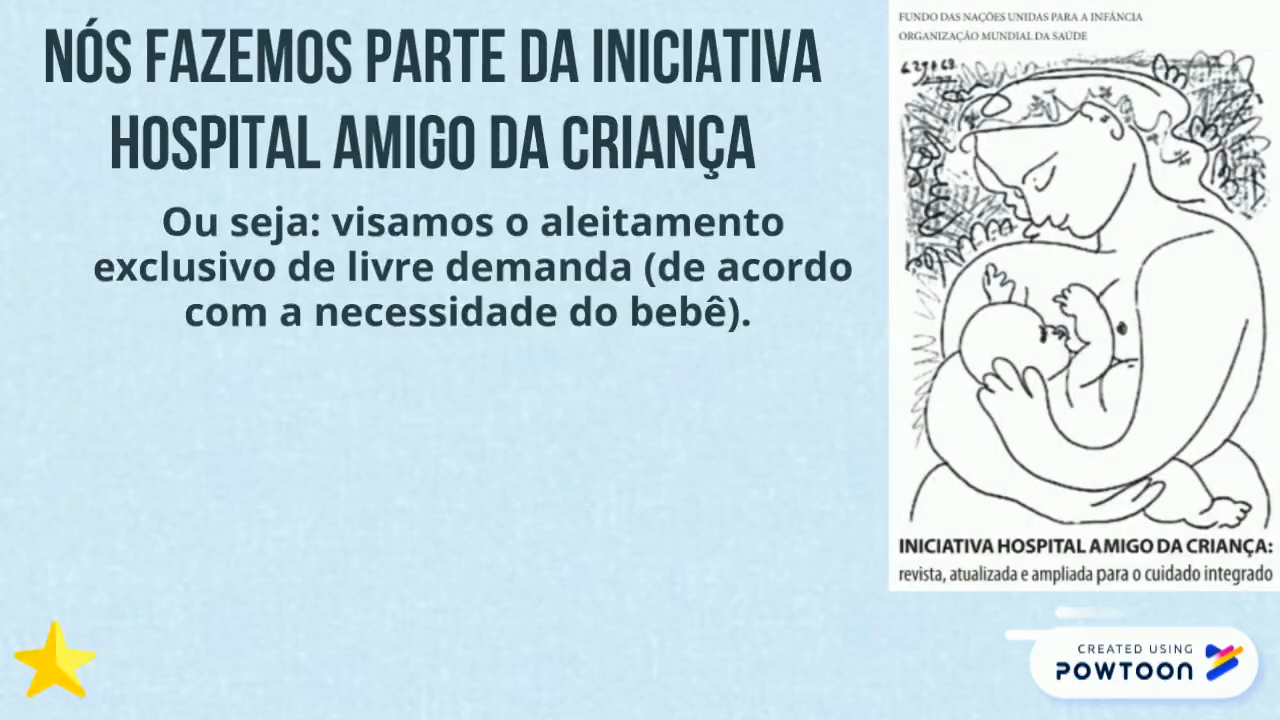 NÓS FAZEMOS PARTE DA INICIATIVA
HOSPITAL AMIGO DA CRIANÇA
Ou seja: visamos o aleitamento
exclusivo de livre demanda (de acordo
com a necessidade do bebê).
FUNDO DAS NAÇÕES UNIDAS PARA A INFÂNCIA
ORGANIZAÇÃO MUNDIAL DA SAÚDE
INICIATIVA HOSPITAL AMIGO DA CRIANÇA:
revista, atualizada e ampliada para o cuidado integrado
CREATED USING
POWTOON